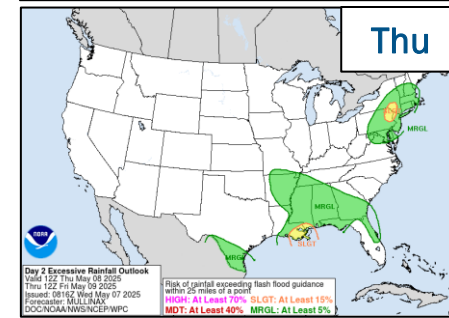 Thu
SLGT
MRGL
MRGL
SLGT
MRGL
NOAA
Day 2 Excessive Rainfall Outlook
Valid 12Z Thu May 08 2025
Thru 12Z Fri May 09 2025
Issued: 0816Z Wed May 07 2025
Forecaster: MULLINAX
DOC/NOAA/NWS/NCEP/WPC
Risk of rainfall exceeding flash flood guidance
within 25 miles of a point
HIGH: At Least 70% SLGT: At Least 15%
MDT: At Least 40% MRGL: At Least 5%